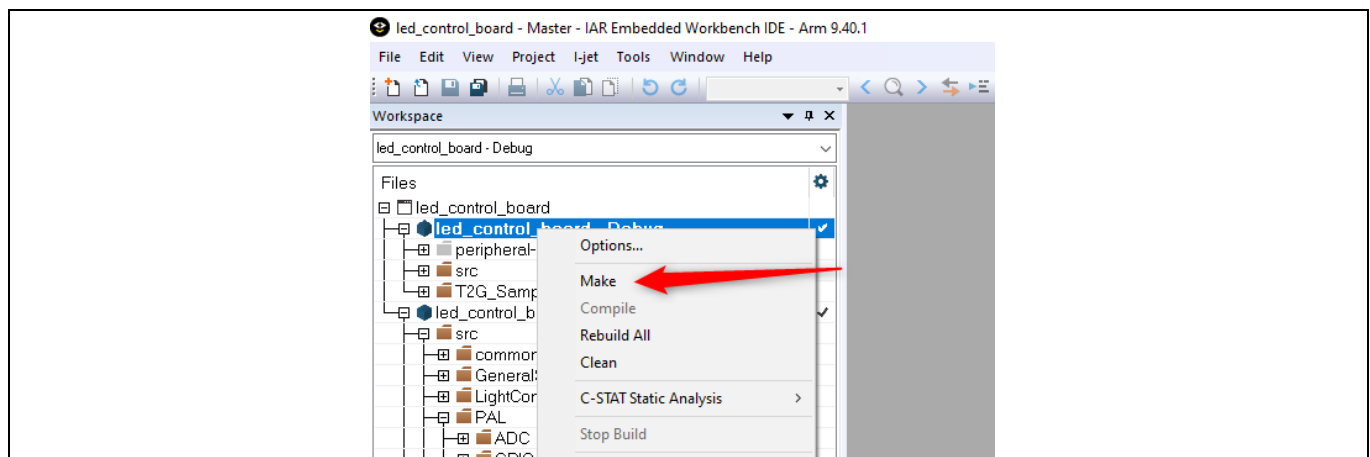 led_control_board - Master - IAR Embedded Workbench IDE - Arm 9.40.1
File Edit View Project I-jet Tools Window Help
Workspace
led_control_board - Debug
Files
led_control_board
led_control_board - Debug
peripheral-
Options...
src
Make
T2G_Samp
Compile
led_control_b
Rebuild All
src
Clean
common
General
LightCor
C-STAT Static Analysis
PAL
Stop Build
ADC